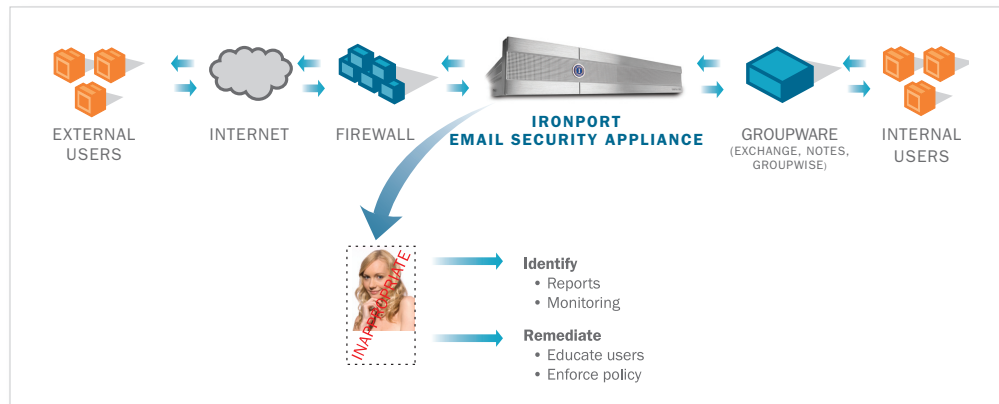 EXTERNAL
USERS
INTERNET
FIREWALL
IRONPORT
EMAIL SECURITY APPLIANCE
GROUPWARE
(EXCHANGE, NOTES,
GROUPWISE)
INTERNAL
USERS
INAPPROPRIATE
Identify
• Reports
• Monitoring
Remediate
• Educate users
• Enforce policy